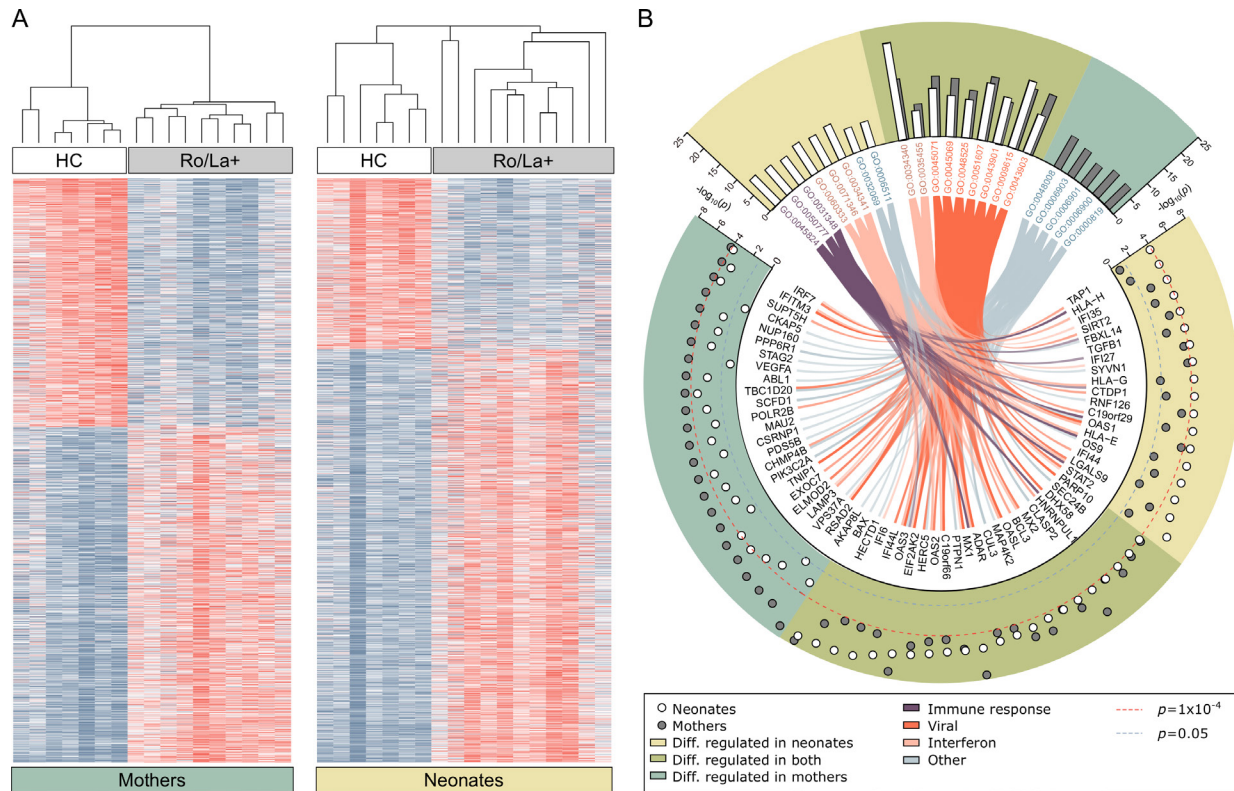 A
HC
Ro/La+
HC
Ro/La+
Mothers
Neonates
B
25
20
15
10
5
0
-log10(p)
25
20
15
10
5
0
-log10(p)
8
6
4
2
0
8
6
4
2
0
GO:0045824
GO:0050777
GO:0031348
GO:0060333
GO:0071346
GO:0034341
GO:0032069
GO:0006511
GO:0034340
GO:0035455
GO:0045071
GO:0045069
GO:0048525
GO:0051607
GO:0043901
GO:0009615
GO:0043903
GO:0048008
GO:0006903
GO:0006901
GO:0006900
GO:0000819
IRF7
IFITM3
SUPT5H
CKAP5
NUP160
PPP6R1
STAG2
VEGFA
ABL1
TBC1D20
SCFD1
POLR2B
MAU2
CSRNP1
PDS5B
CHMP4B
PIK3C2A
TNIP1
EXOC7
ELMOD2
LAMP3
VPS37A
RSAD2
AKAP8L
BAX
HECTD1
IFI6
IFI44L
OAS3
EIF2AK2
HERC5
OAS2
C19orf66
PTPN1
MX1
ADAR
CUL3
MAP4K2
OASL
BCL3
MX2
CLASP2
HNRNPUL1
DHX58
SEC24B
PARP10
STAT2
LGALS9
IFI44
OS9
HLA-E
OAS1
C19orf29
RNF126
CTDP1
HLA-G
SYVN1
IFI27
TGFB1
FBXL14
SIRT2
IFI35
HLA-H
TAP1
Neonates
Mothers
Diff. regulated in neonates
Diff. regulated in both
Diff. regulated in mothers
Immune response
Viral
Interferon
Other
p=1x10-4
p=0.05